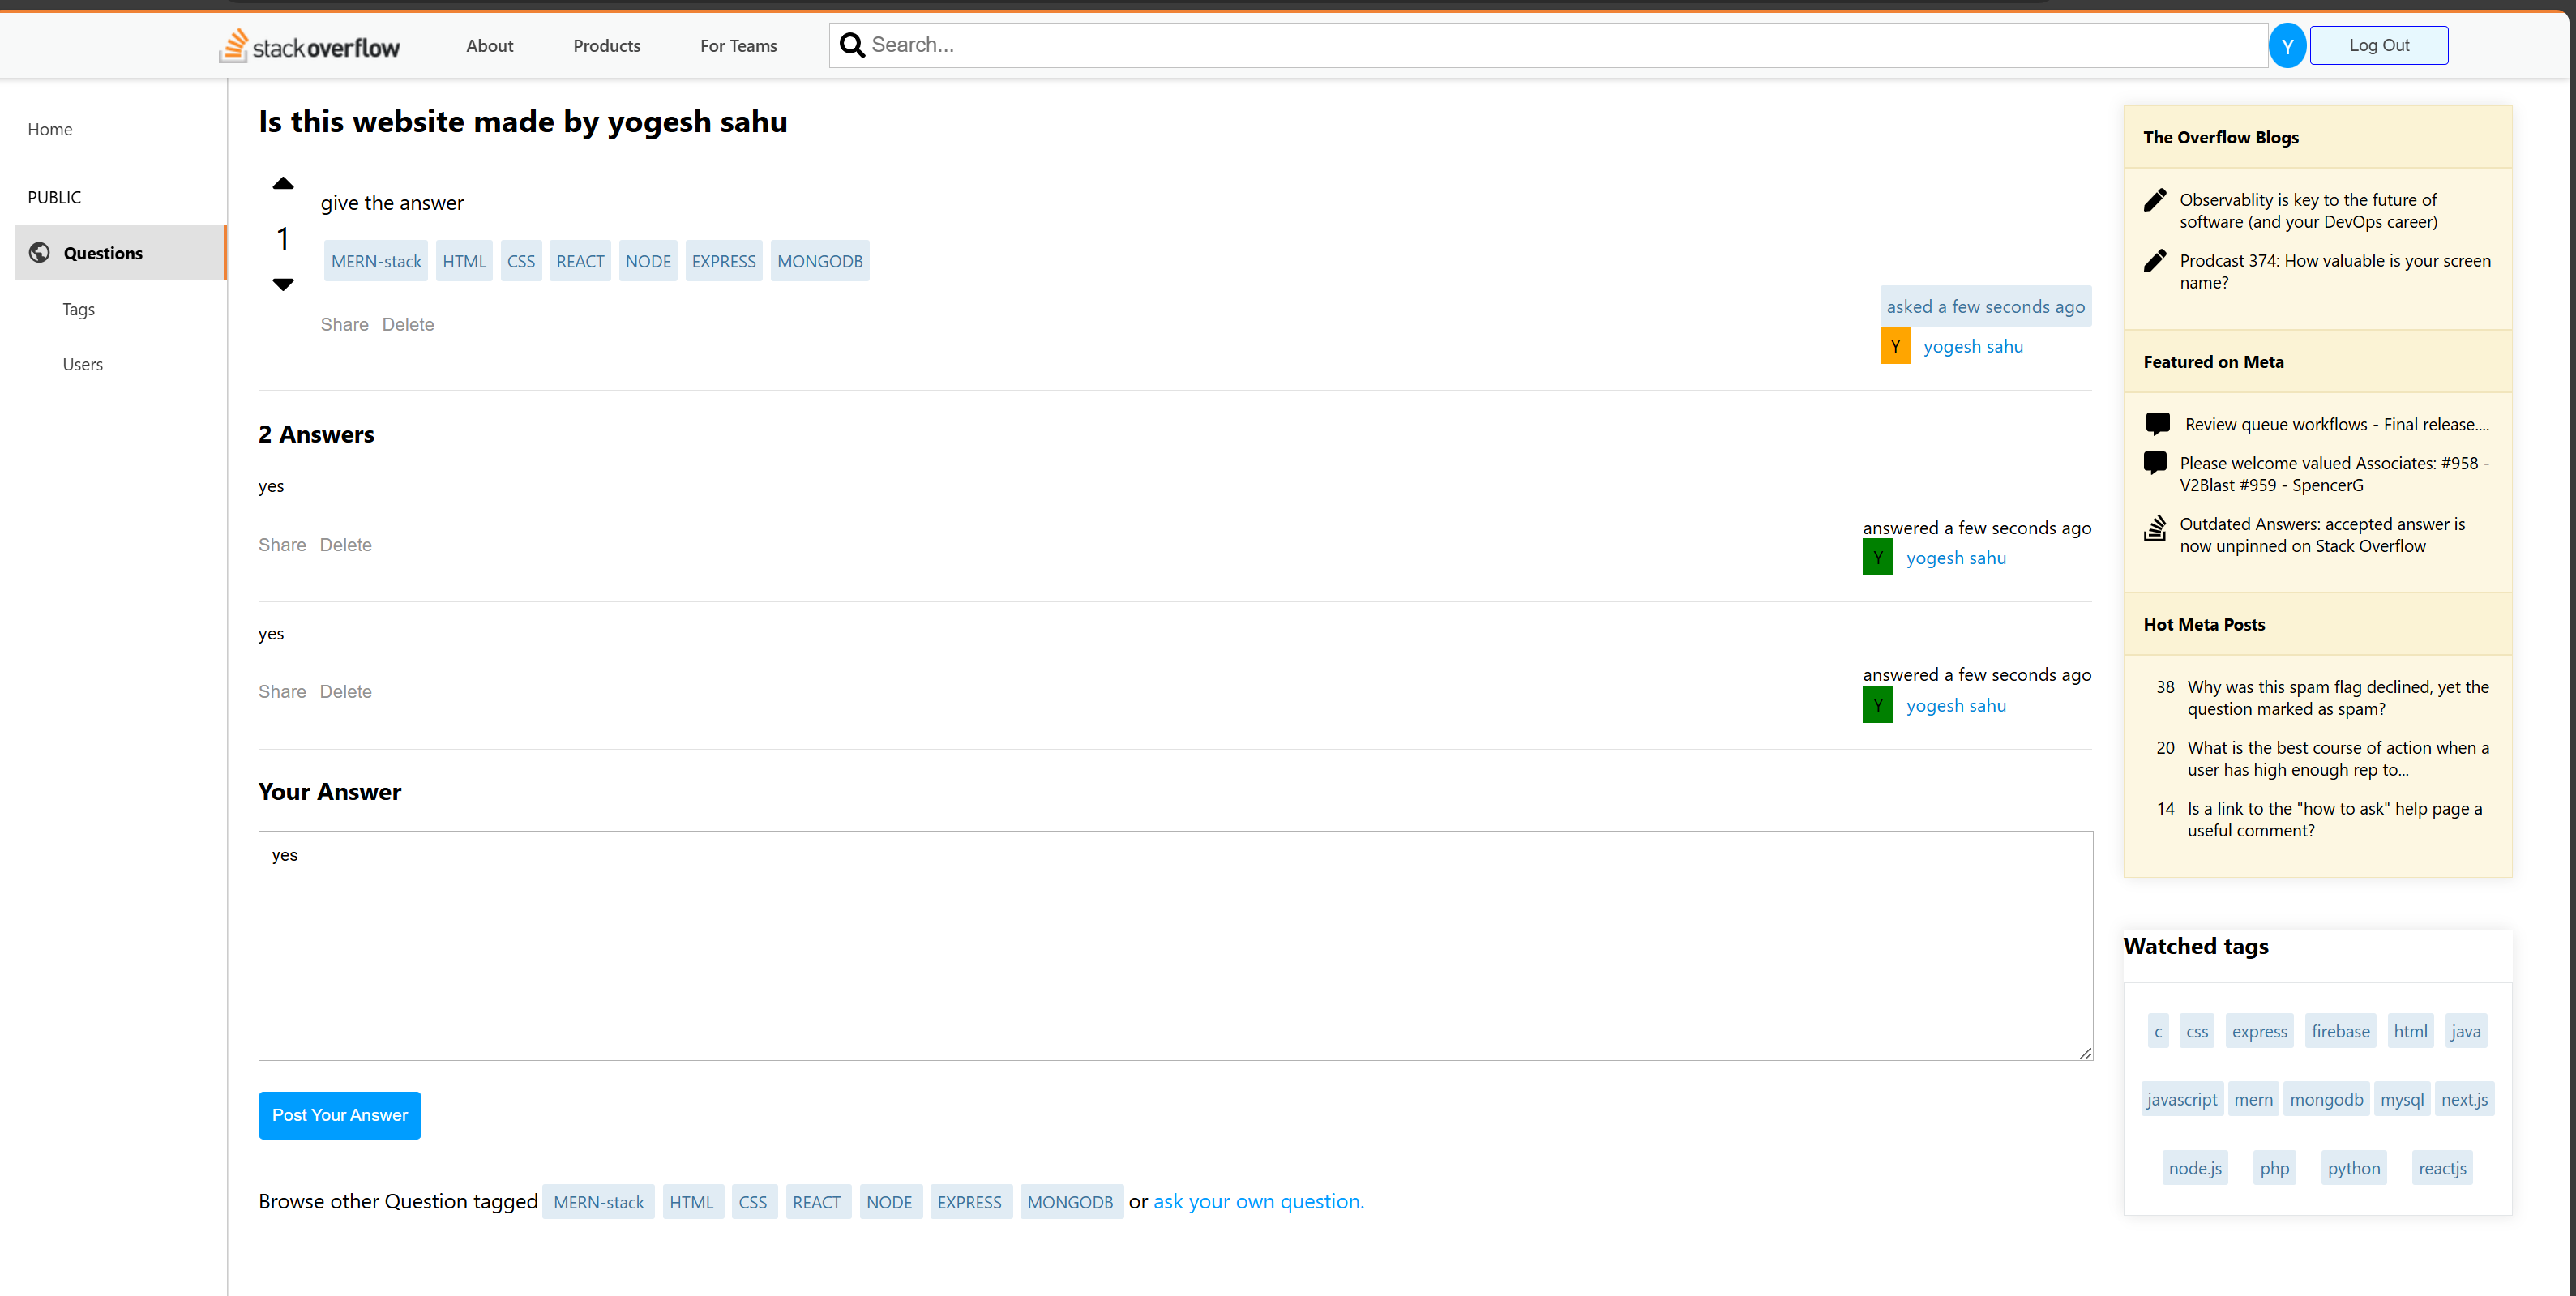 stackoverflow About Products For Teams Search... Y Log Out
Home
PUBLIC
Questions
Tags
Users
Is this website made by yogesh sahu
1
give the answer
MERN-stack HTML CSS REACT NODE EXPRESS MONGODB
Share Delete
asked a few seconds ago
Y yogesh sahu
2 Answers
yes
Share Delete
answered a few seconds ago
Y yogesh sahu
yes
Share Delete
answered a few seconds ago
Y yogesh sahu
Your Answer
yes
Post Your Answer
Browse other Question tagged MERN-stack HTML CSS REACT NODE EXPRESS MONGODB or ask your own question.
The Overflow Blogs
Observablity is key to the future of
software (and your DevOps career)
Prodcast 374: How valuable is your screen
name?
Featured on Meta
Review queue workflows - Final release....
Please welcome valued Associates: #958 -
V2Blast #959 - SpencerG
Outdated Answers: accepted answer is
now unpinned on Stack Overflow
Hot Meta Posts
38 Why was this spam flag declined, yet the
question marked as spam?
20 What is the best course of action when a
user has high enough rep to...
14 Is a link to the "how to ask" help page a
useful comment?
Watched tags
c css express firebase html java
javascript mern mongodb mysql next.js
node.js php python reactjs